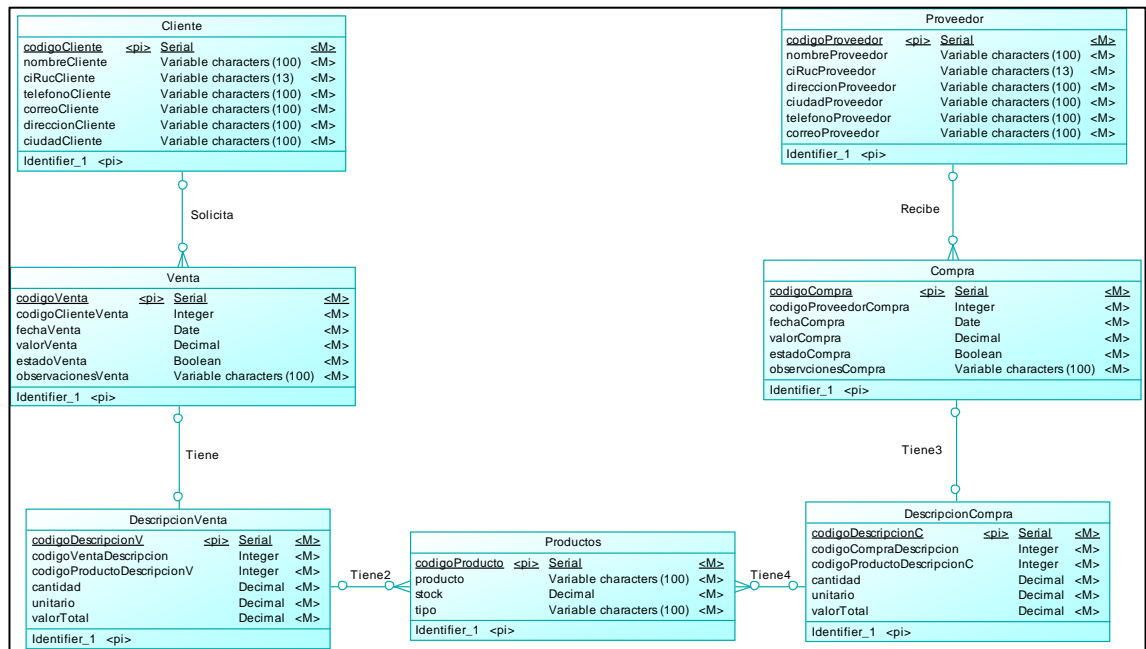 Cliente
codigoCliente <pi> Serial <M>
nombreCliente Variable characters (100) <M>
ciRucCliente Variable characters (13) <M>
telefonoCliente Variable characters (100) <M>
correoCliente Variable characters (100) <M>
direccionCliente Variable characters (100) <M>
ciudadCliente Variable characters (100) <M>
Identifier_1 <pi>
Proveedor
codigoProveedor <pi> Serial <M>
nombreProveedor Variable characters (100) <M>
ciRucProveedor Variable characters (13) <M>
direccionProveedor Variable characters (100) <M>
ciudadProveedor Variable characters (100) <M>
telefonoProveedor Variable characters (100) <M>
correoProveedor Variable characters (100) <M>
Identifier_1 <pi>
Solicita
Recibe
Venta
codigoVenta <pi> Serial <M>
codigoClienteVenta Integer <M>
fechaVenta Date <M>
valorVenta Decimal <M>
estadoVenta Boolean <M>
observacionesVenta Variable characters (100) <M>
Identifier_1 <pi>
Compra
codigoCompra <pi> Serial <M>
codigoProveedorCompra Integer <M>
fechaCompra Date <M>
valorCompra Decimal <M>
estadoCompra Boolean <M>
observcionesCompra Variable characters (100) <M>
Identifier_1 <pi>
Tiene
Tiene3
DescripcionVenta
codigoDescripcionV <pi> Serial <M>
codigoVentaDescripcion Integer <M>
codigoProductoDescripcionV Integer <M>
cantidad Decimal <M>
unitario Decimal <M>
valorTotal Decimal <M>
Identifier_1 <pi>
Tiene2
Productos
codigoProducto <pi> Serial <M>
producto Variable characters (100) <M>
stock Decimal <M>
tipo Variable characters (100) <M>
Identifier_1 <pi>
Tiene4
DescripcionCompra
codigoDescripcionC <pi> Serial <M>
codigoCompraDescripcion Integer <M>
codigoProductoDescripcionC Integer <M>
cantidad Decimal <M>
unitario Decimal <M>
valorTotal Decimal <M>
Identifier_1 <pi>